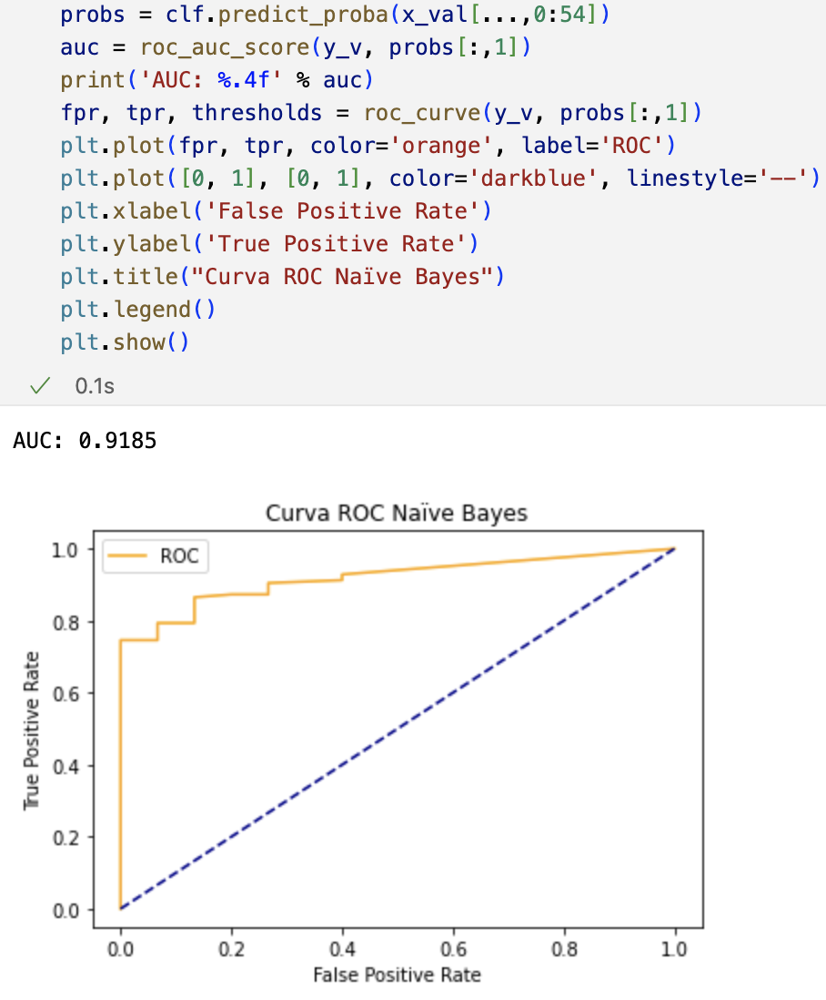 probs = clf.predict_proba(x_val[...,0:54])
auc = roc_auc_score(y_v, probs[:,1])
print('AUC: %.4f' % auc)
fpr, tpr, thresholds = roc_curve(y_v, probs[:,1])
plt.plot(fpr, tpr, color='orange', label='ROC')
plt.plot([0, 1], [0, 1], color='darkblue', linestyle='--')
plt.xlabel('False Positive Rate')
plt.ylabel('True Positive Rate')
plt.title("Curva ROC Naïve Bayes")
plt.legend()
plt.show()
✓ 0.1s
AUC: 0.9185
Curva ROC Naïve Bayes
ROC
True Positive Rate
1.0
0.8
0.6
0.4
0.2
0.0
0.0 0.2 0.4 0.6 0.8 1.0
False Positive Rate